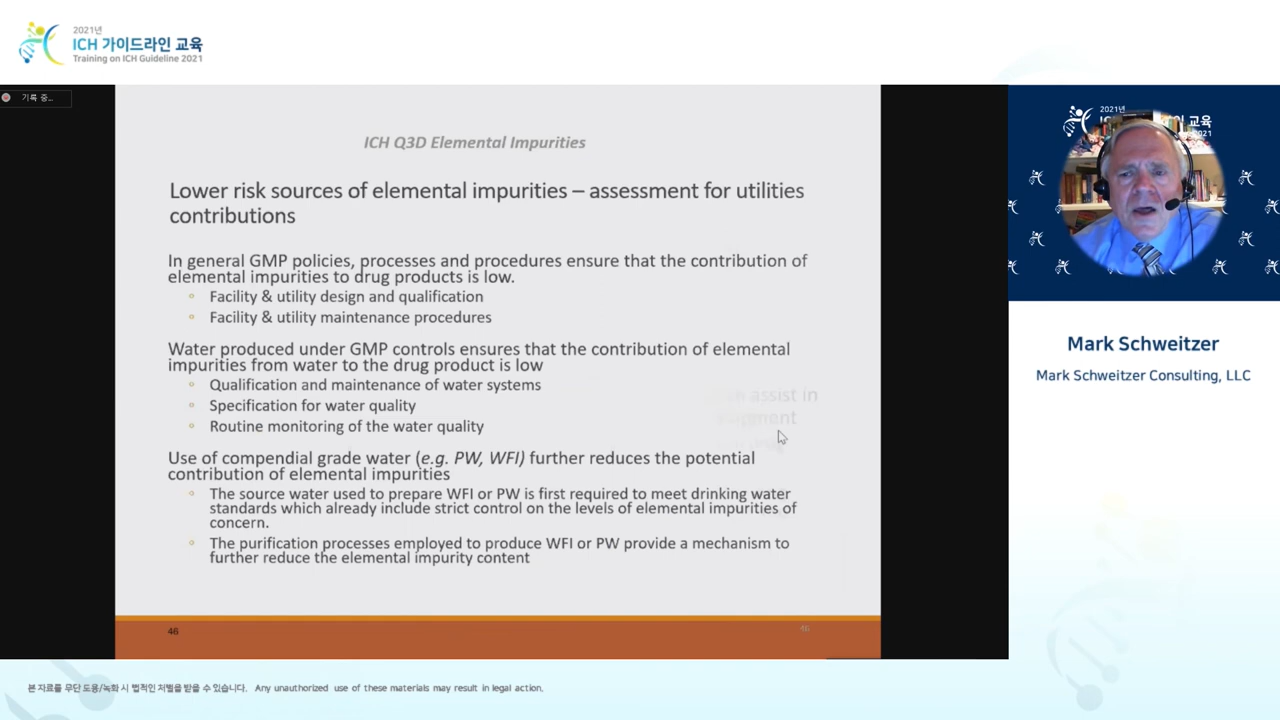 2021년
ICH 가이드라인 교육
Training on ICH Guideline 2021
기록 중...
ICH Q3D Elemental Impurities
Lower risk sources of elemental impurities – assessment for utilities
contributions
In general GMP policies, processes and procedures ensure that the contribution of
elemental impurities to drug products is low.
◦ Facility & utility design and qualification
◦ Facility & utility maintenance procedures
Water produced under GMP controls ensures that the contribution of elemental
impurities from water to the drug product is low
◦ Qualification and maintenance of water systems
◦ Specification for water quality
◦ Routine monitoring of the water quality
assist in
Use of compendial grade water (e.g. PW, WFI) further reduces the potential
contribution of elemental impurities
◦ The source water used to prepare WFI or PW is first required to meet drinking water
standards which already include strict control on the levels of elemental impurities of
concern.
◦ The purification processes employed to produce WFI or PW provide a mechanism to
further reduce the elemental impurity content
46
46
2021년
교육
2021
Mark Schweitzer
Mark Schweitzer Consulting, LLC
본 자료를 무단 도용/녹화 시 법적인 처벌을 받을 수 있습니다. Any unauthorized use of these materials may result in legal action.